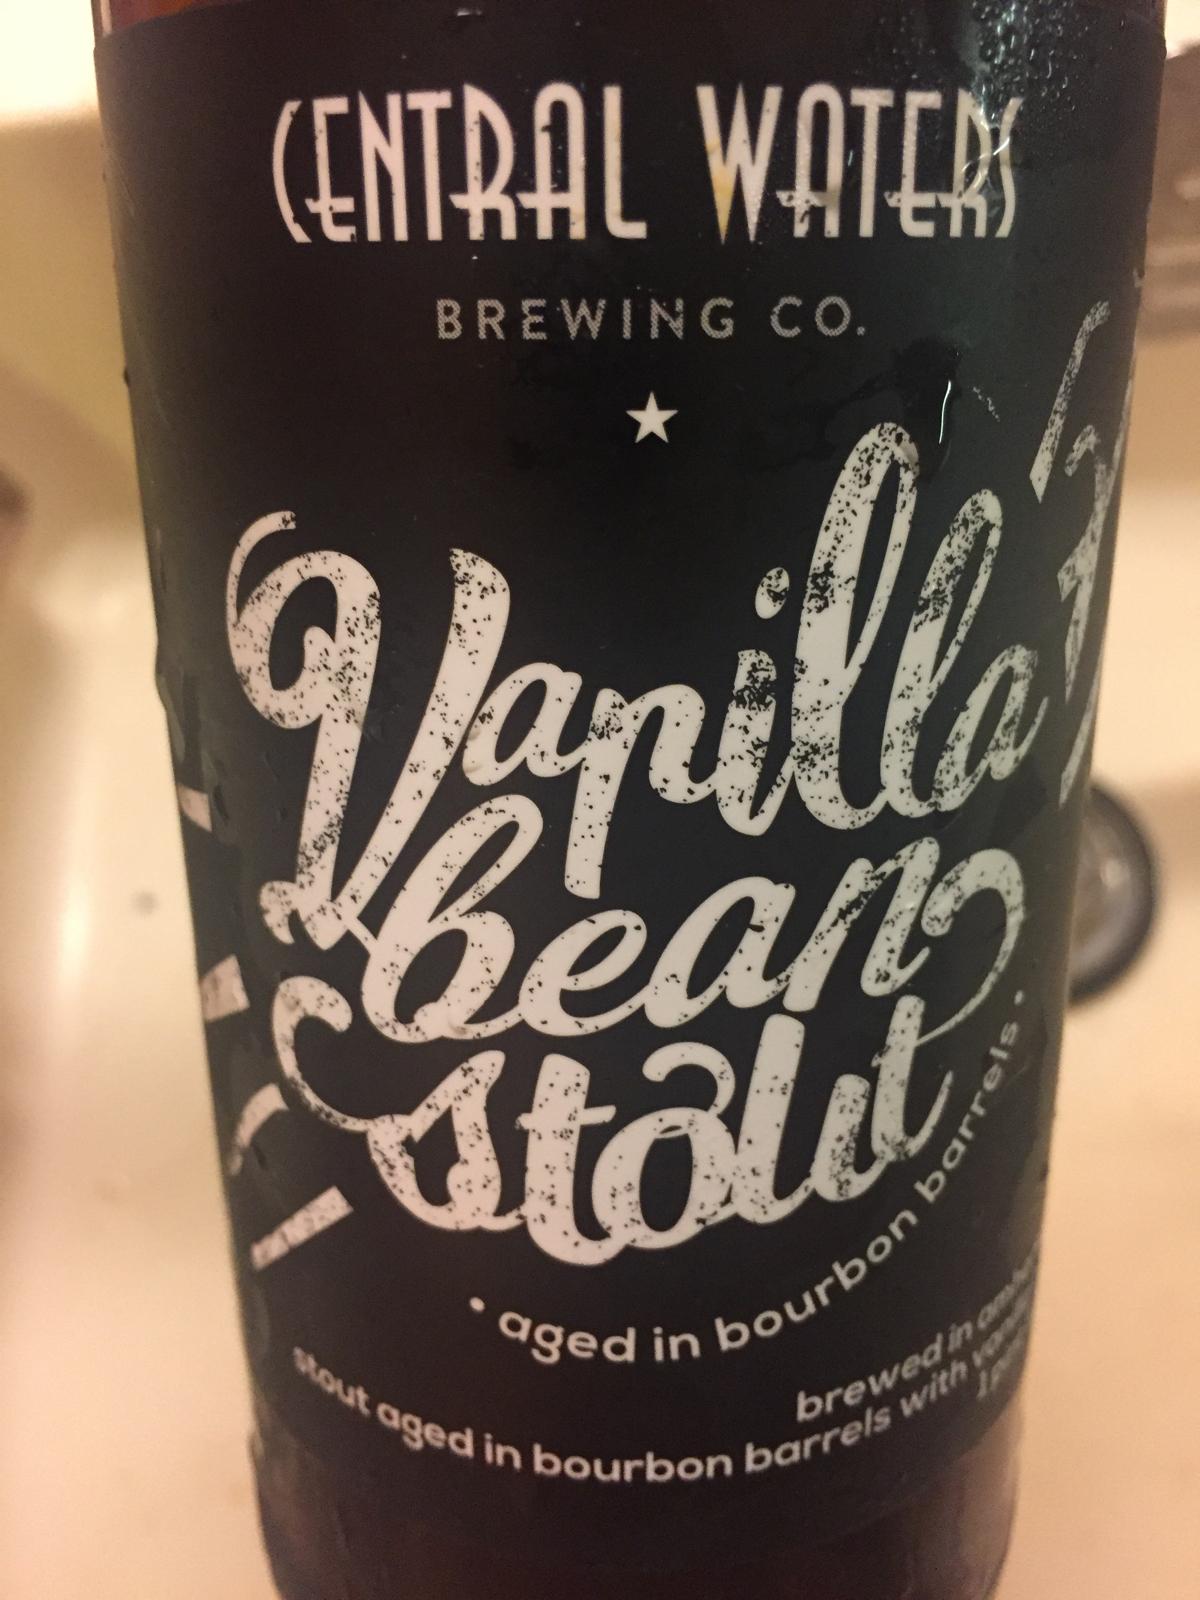 CENTRAL WATERS
BREWING CO.
Vanilla
bean
stout
• aged in bourbon barrels •
brewed in
stout aged in bourbon barrels with
1